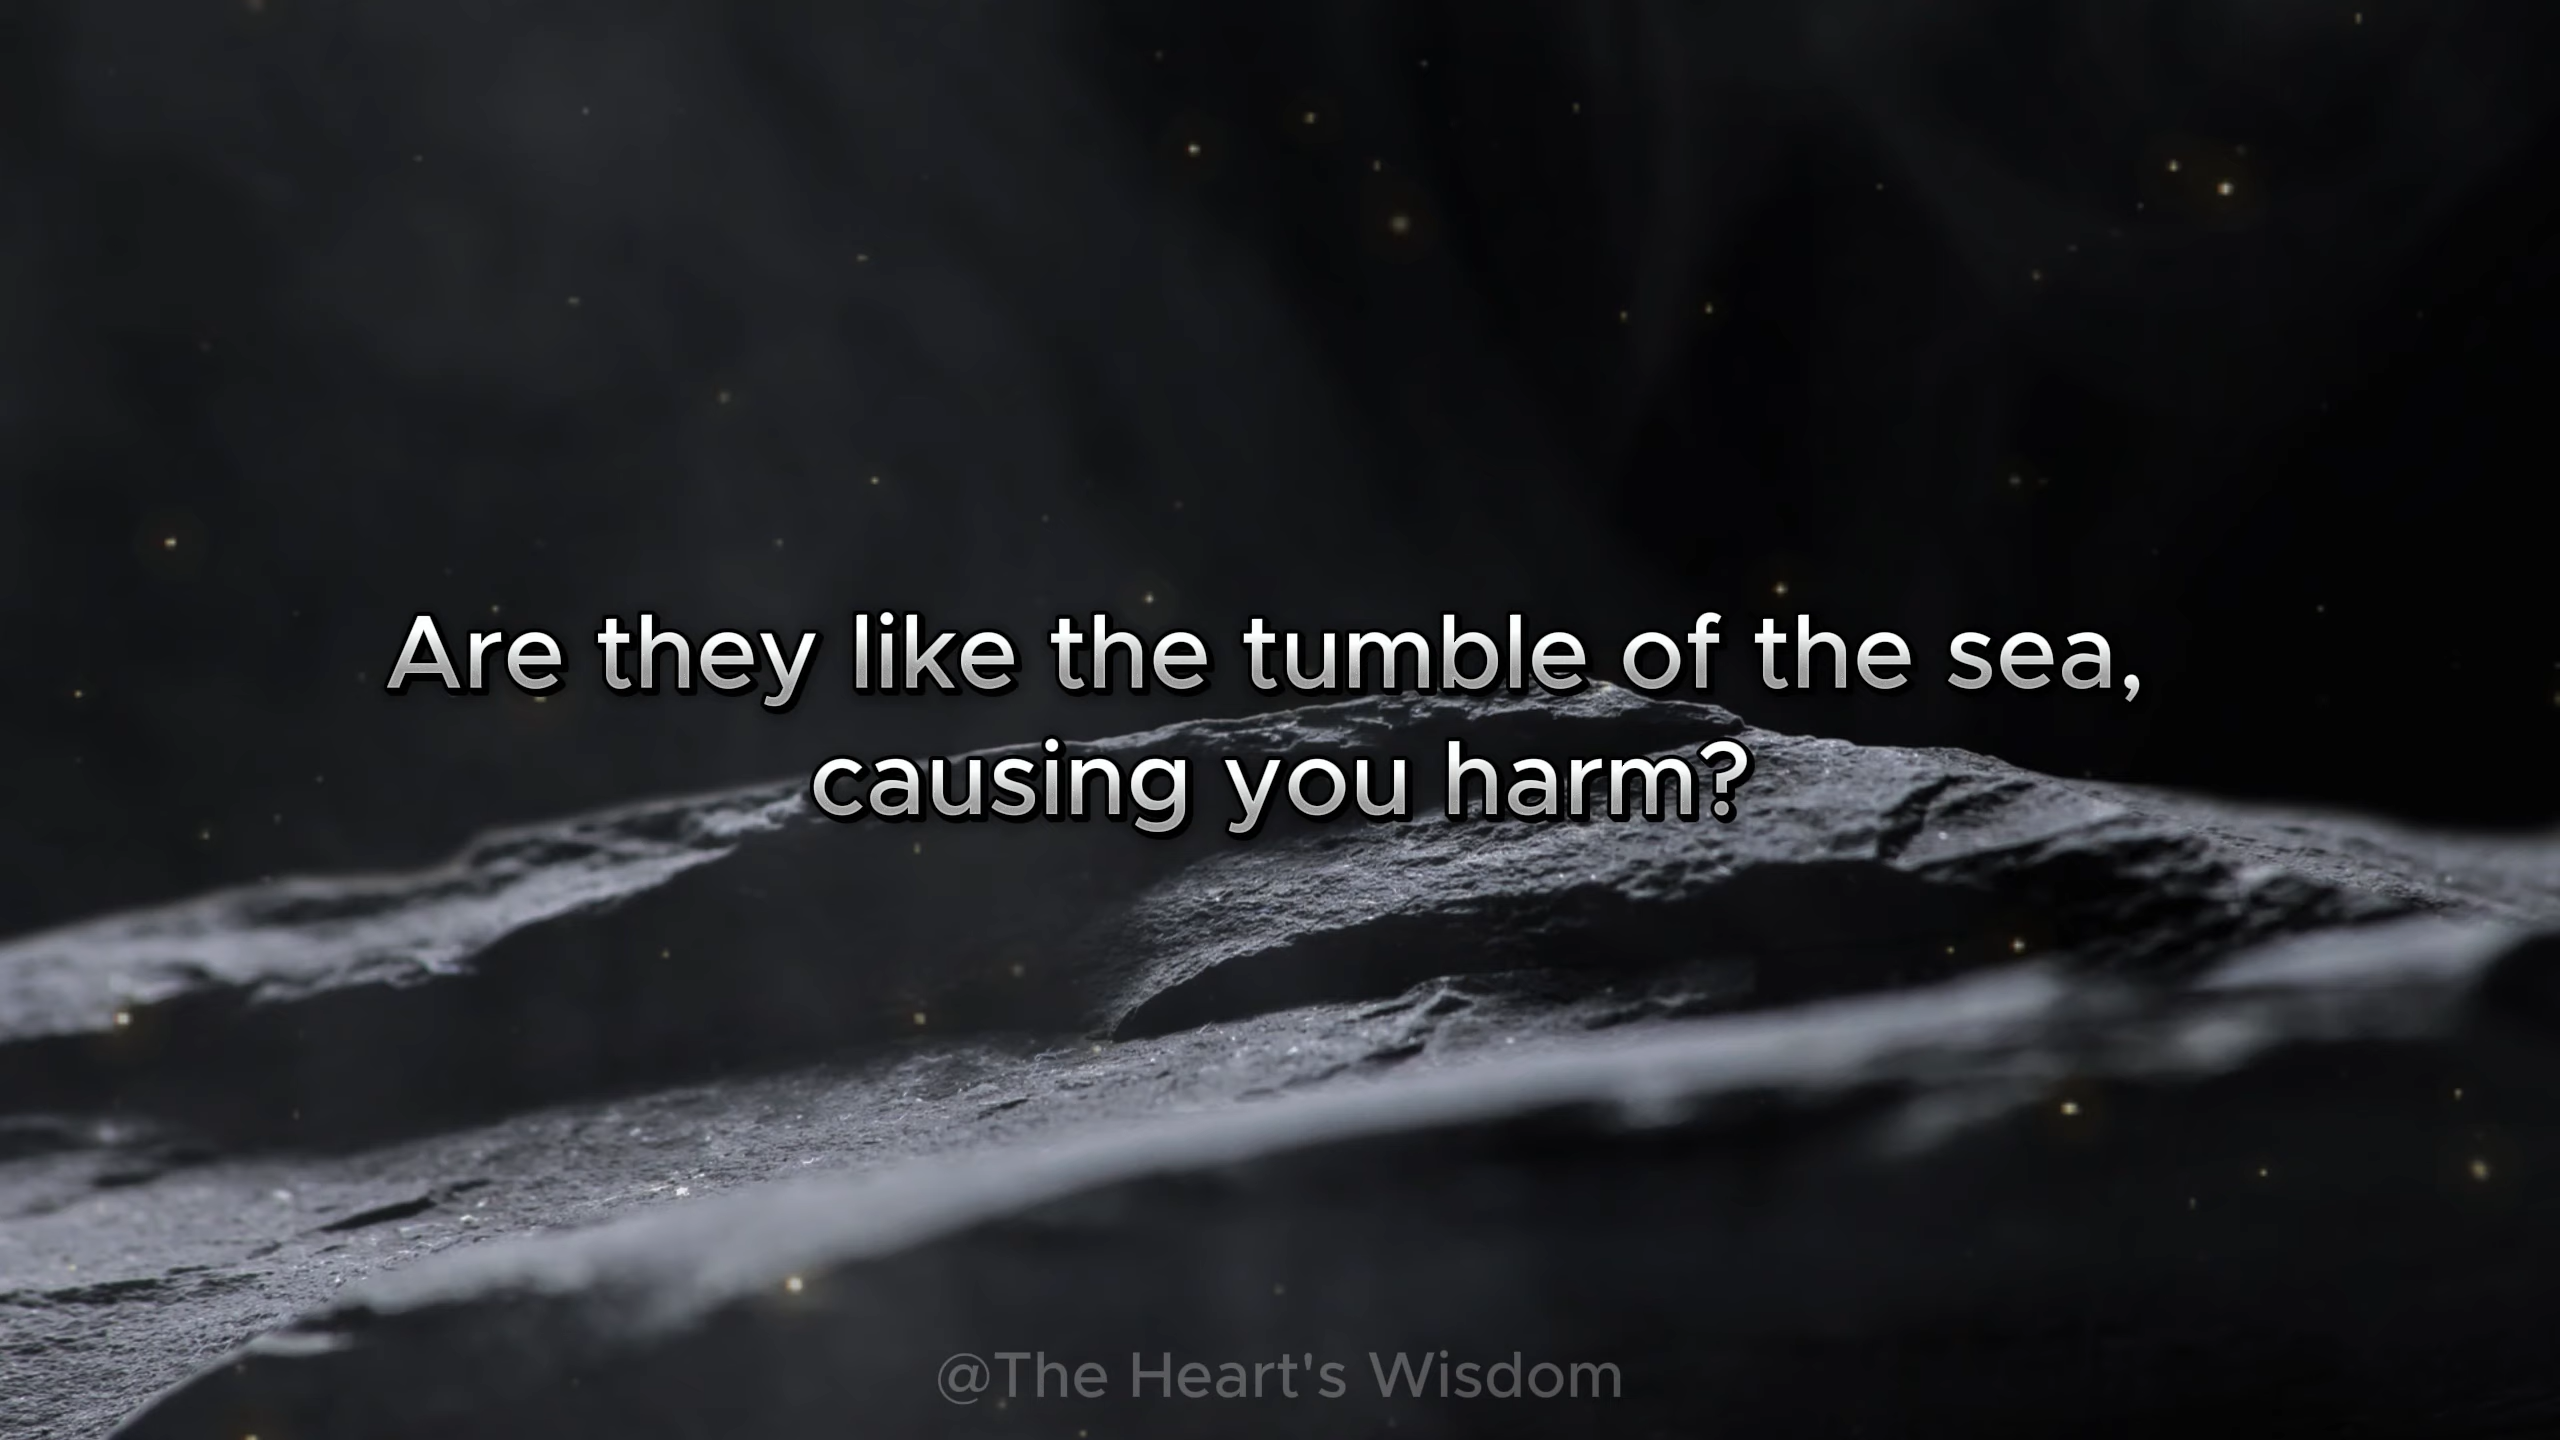 Are they like the tumble of the sea,
causing you harm?
@The Heart's Wisdom